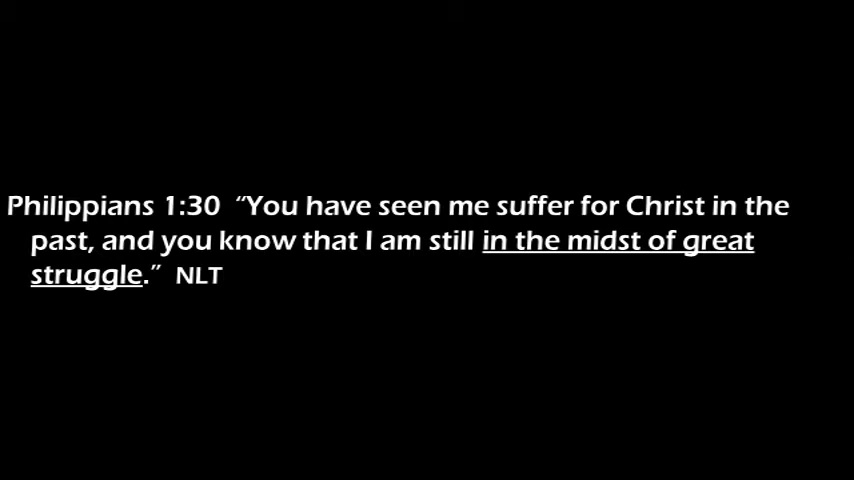 Philippians 1:30 “You have seen me suffer for Christ in the
past, and you know that I am still in the midst of great
struggle.” NLT